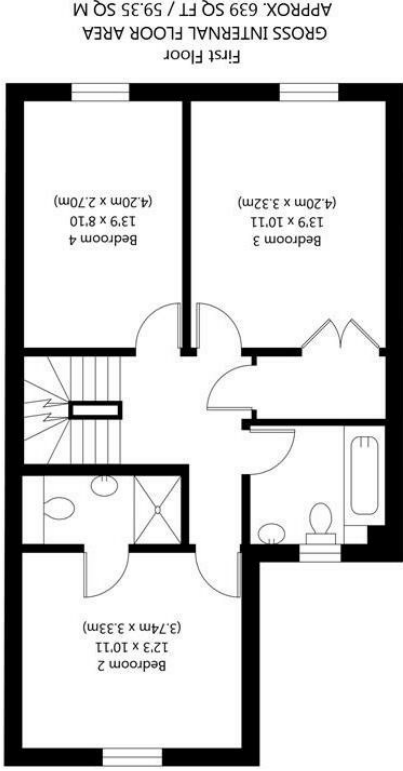 Bedroom 2
12'3 x 10'11
(3.74m x 3.33m)
Bedroom 3
13'9 x 10'11
(4.20m x 3.32m)
Bedroom 4
13'9 x 8'10
(4.20m x 2.70m)
First Floor
GROSS INTERNAL FLOOR AREA
APPROX. 639 SQ FT / 59.35 SQ M